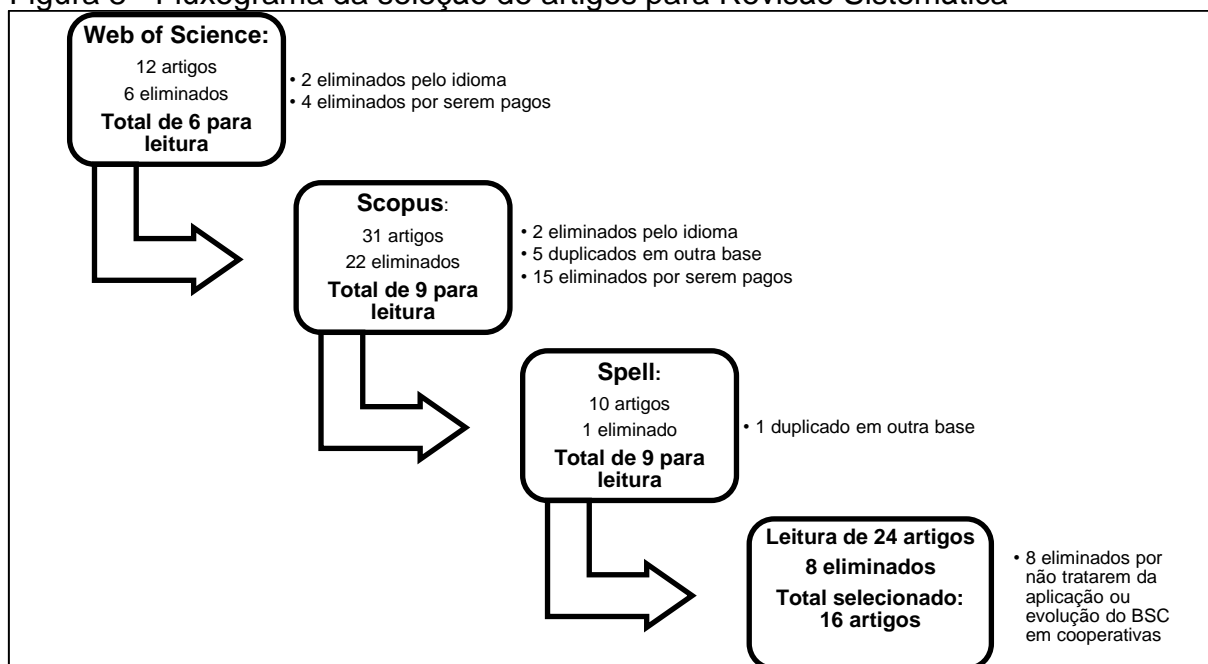 Figura 3 - Fluxograma da seleção de artigos para Revisão Sistemática
Web of Science:
12 artigos
6 eliminados
Total de 6 para
leitura
• 2 eliminados pelo idioma
• 4 eliminados por serem pagos
Scopus:
31 artigos
22 eliminados
Total de 9 para
leitura
• 2 eliminados pelo idioma
• 5 duplicados em outra base
• 15 eliminados por serem pagos
Spell:
10 artigos
1 eliminado
Total de 9 para
leitura
• 1 duplicado em outra base
Leitura de 24 artigos
8 eliminados
Total selecionado:
16 artigos
• 8 eliminados por
não tratarem da
aplicação ou
evolução do BSC
em cooperativas